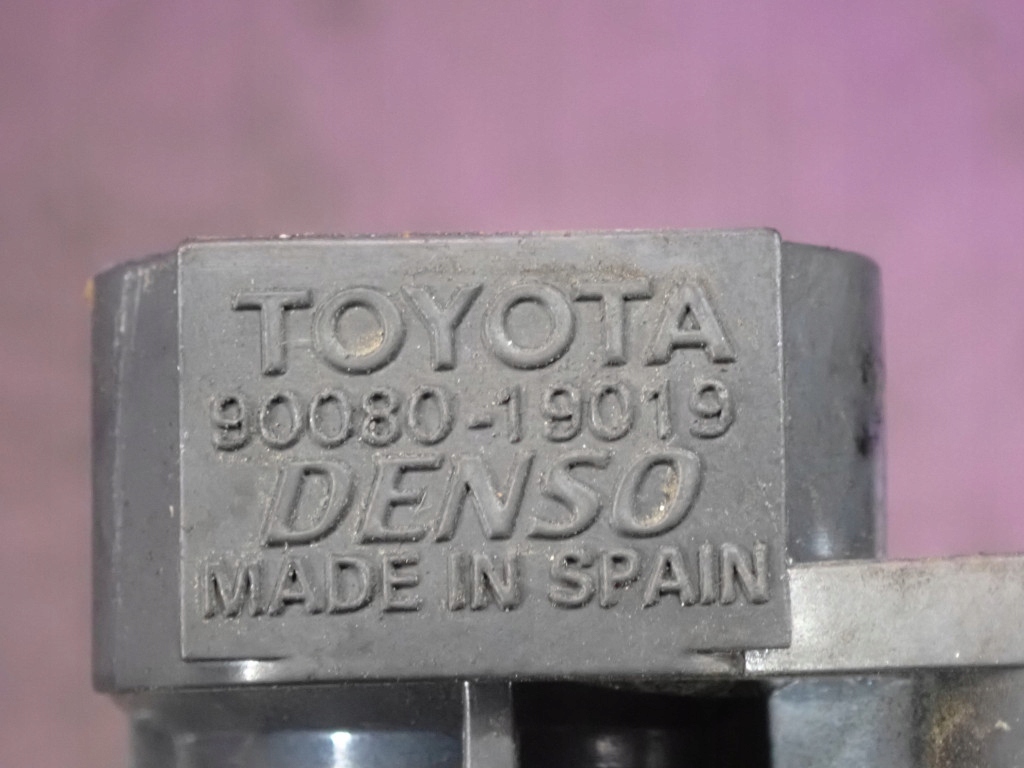 TOYOTA
90080-19019
DENSO
MADE IN SPAIN